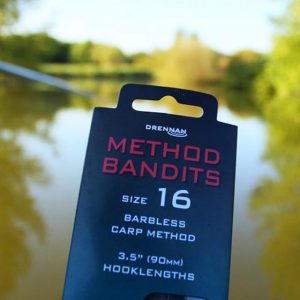 DRENNAN
METHOD
BANDITS
SIZE 16
BARBLESS
CARP METHOD
3.5" (90MM)
HOOKLENGTHS